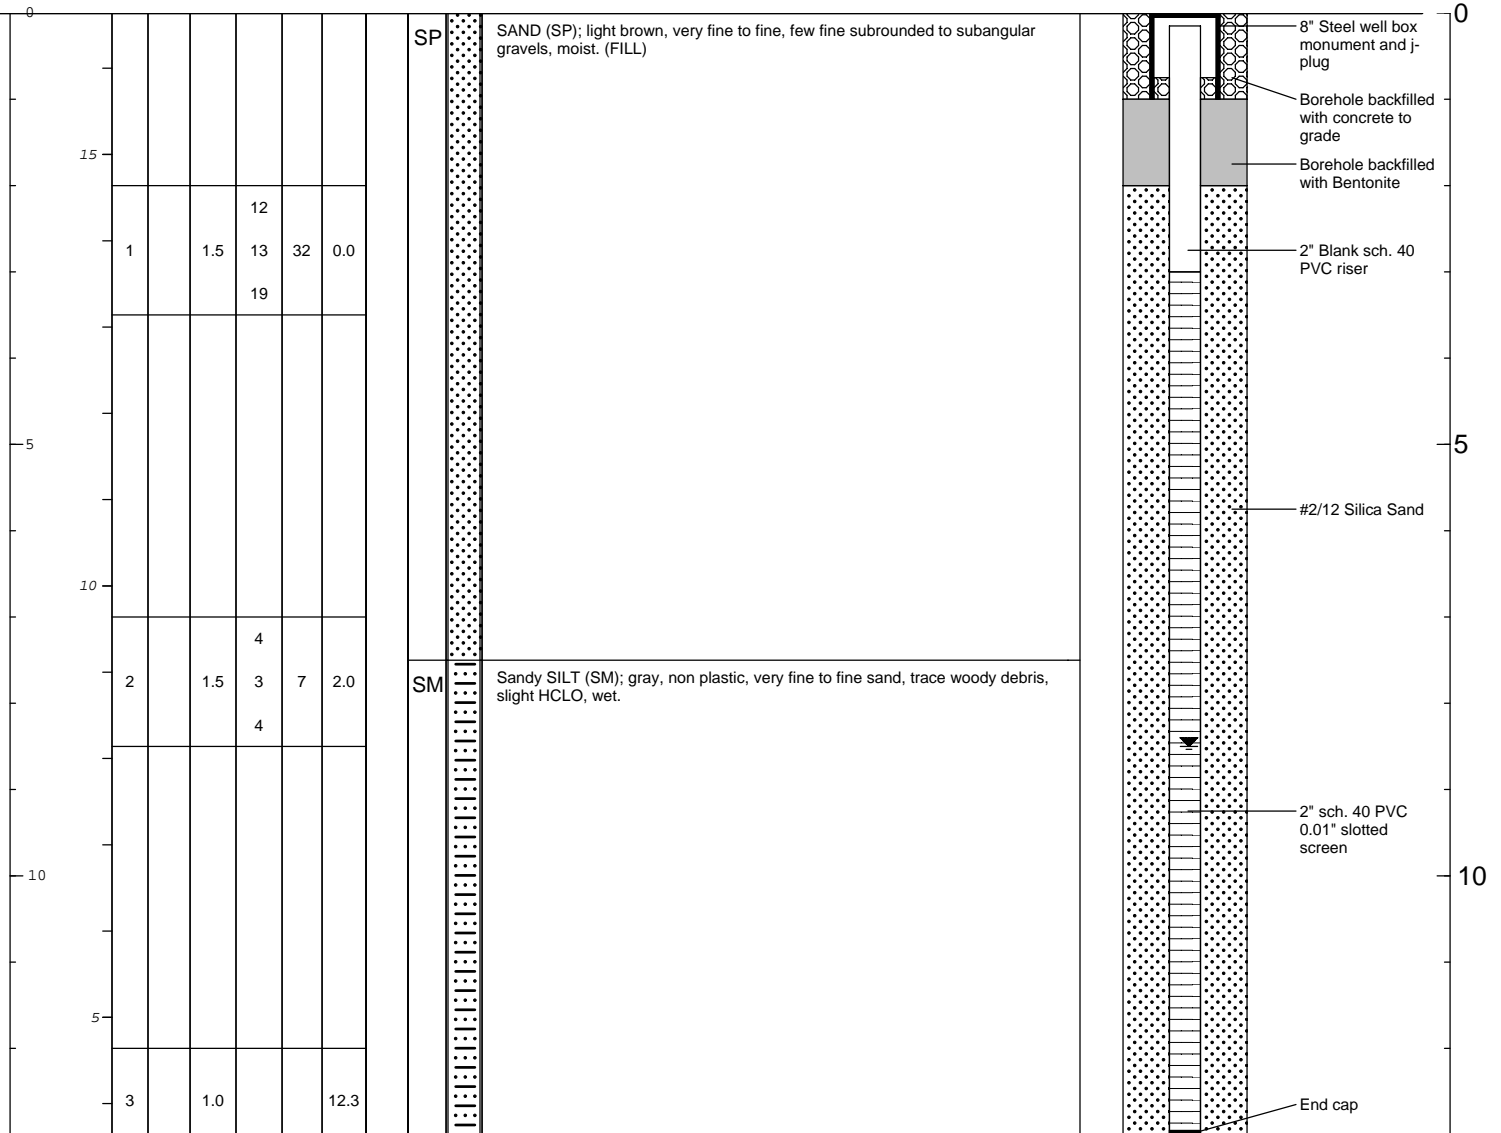 0
SP
SAND (SP); light brown, very fine to fine, few fine subrounded to subangular
gravels, moist. (FILL)
8" Steel well box
monument and j-
plug
0
Borehole backfilled
with concrete to
grade
15
Borehole backfilled
with Bentonite
12
1 1.5 13 32 0.0
19
2" Blank sch. 40
PVC riser
5
5
#2/12 Silica Sand
10
4
2 1.5 3 7 2.0
4
SM
Sandy SILT (SM); gray, non plastic, very fine to fine sand, trace woody debris,
slight HCLO, wet.
2" sch. 40 PVC
0.01" slotted
screen
10
10
5
3 1.0 12.3
End cap